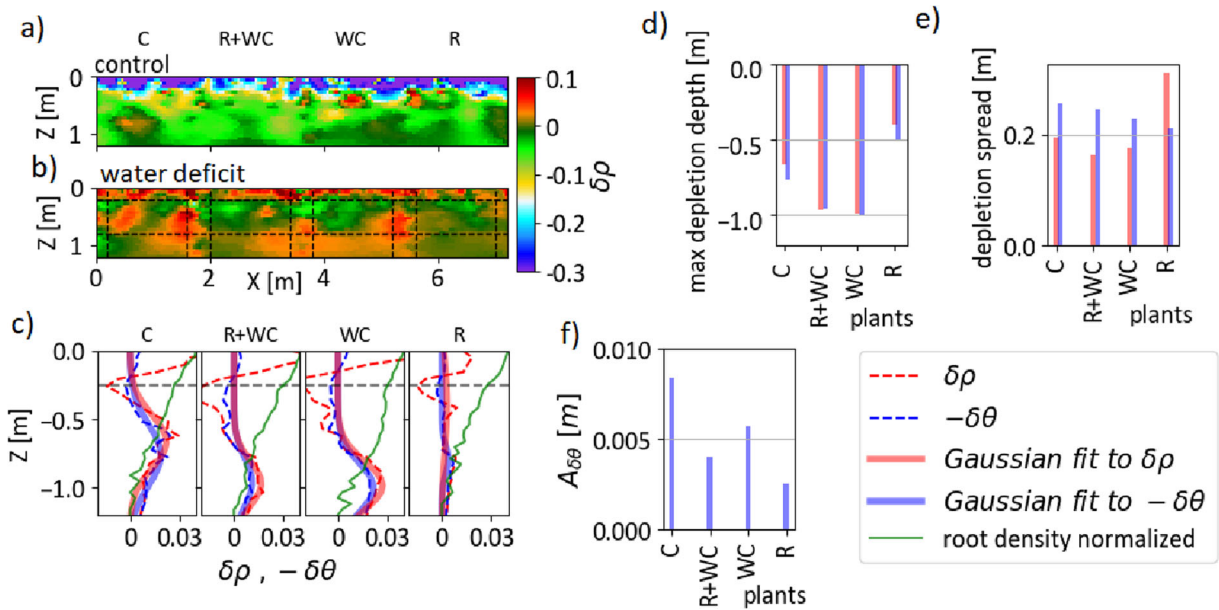 a)
C R+WC WC R
control
0
1
Z [m]
0.1
0
-0.1
-0.2
-0.3
δρ
b)
water deficit
0
1
Z [m]
0 2 4 6
X [m]
c)
C R+WC WC R
0.0
-0.5
-1.0
Z [m]
0 0.03 0 0.03 0 0.03 0 0.03
δρ , − δθ
d)
max depletion depth [m]
0.0
-0.5
-1.0
C R+WC WC R
plants
e)
depletion spread [m]
0.2
0.0
C R+WC WC R
plants
f)
A δθ [m]
0.010
0.005
0.000
C R+WC WC R
plants
δρ
−δθ
Gaussian fit to δρ
Gaussian fit to − δθ
root density normalized